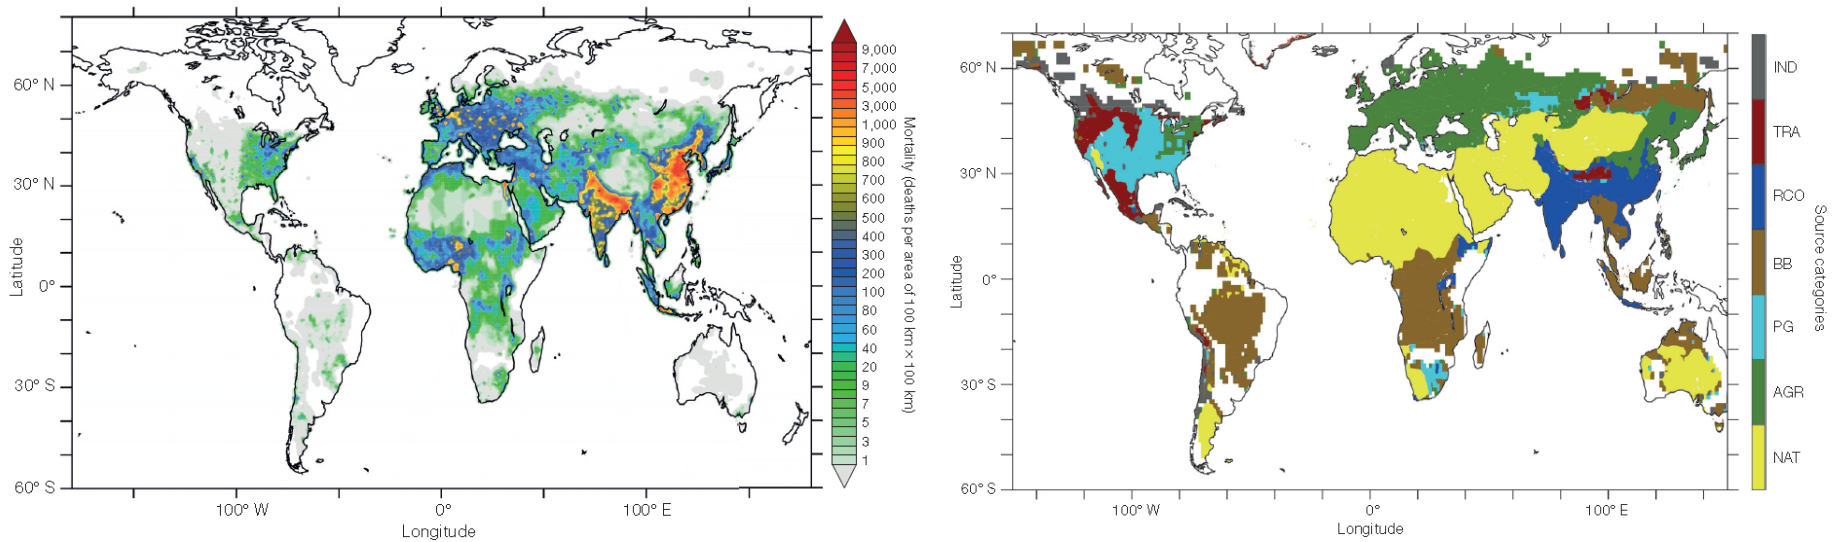 60° N
30° N
0°
30° S
60° S
Latitude
100° W
0°
100° E
Longitude
9,000
7,000
5,000
3,000
1,000
900
800
700
600
500
400
300
200
100
80
60
40
20
9
7
5
3
1
Mortality (deaths per area of 100 km × 100 km)
60° N
30° N
0°
30° S
60° S
Latitude
100° W
0°
100° E
Longitude
IND
TRA
RCO
BB
PG
AGR
NAT
Source categories